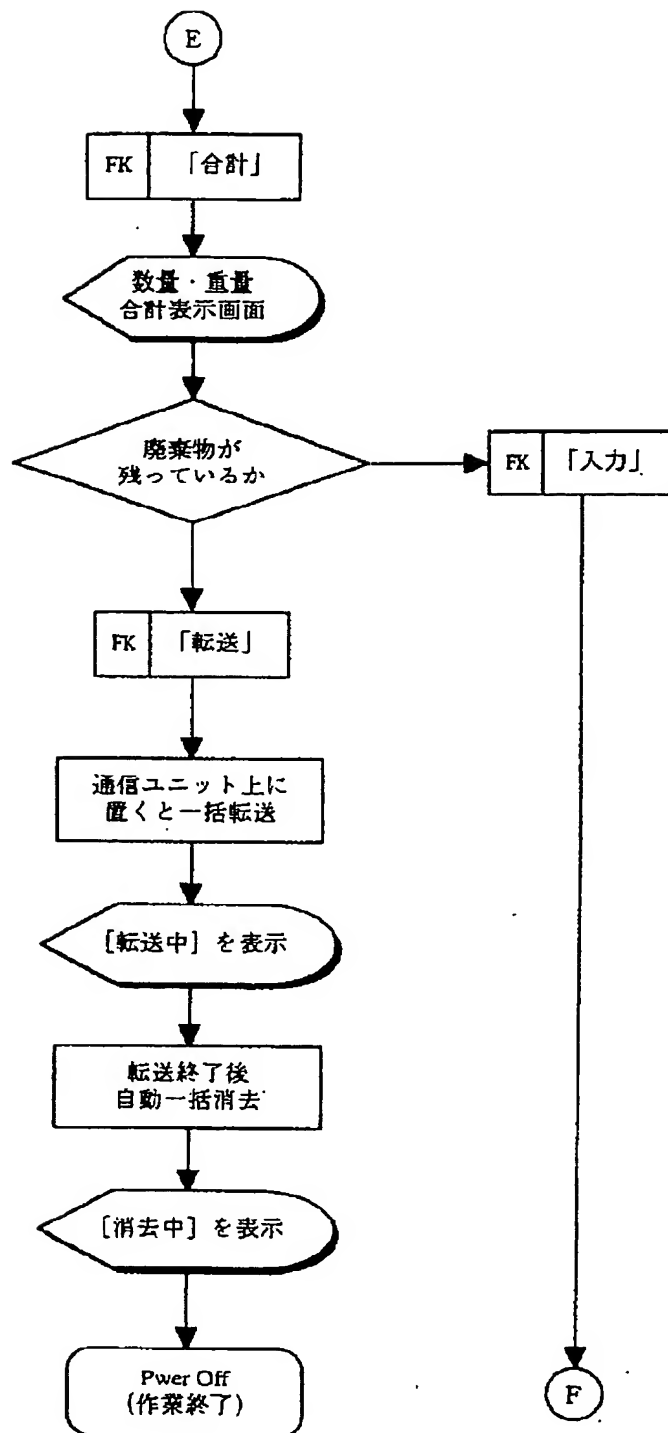 E
FK 「合計」
数量・重量
合計表示画面
廃棄物が
残っているか
FK 「入力」
FK 「転送」
通信ユニット上に
置くと一括転送
［転送中］を表示
転送終了後
自動一括消去
［消去中］を表示
Pwer Off
(作業終了)
F